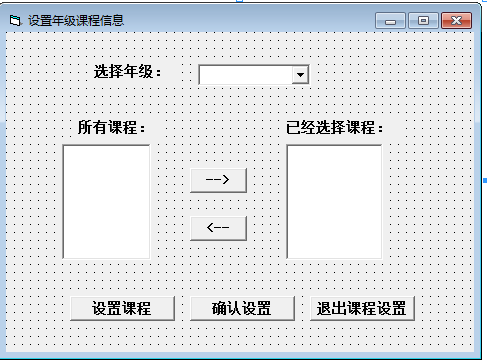 设置年级课程信息
选择年级：
所有课程： 已经选择课程：
-->
<--
设置课程 确认设置 退出课程设置